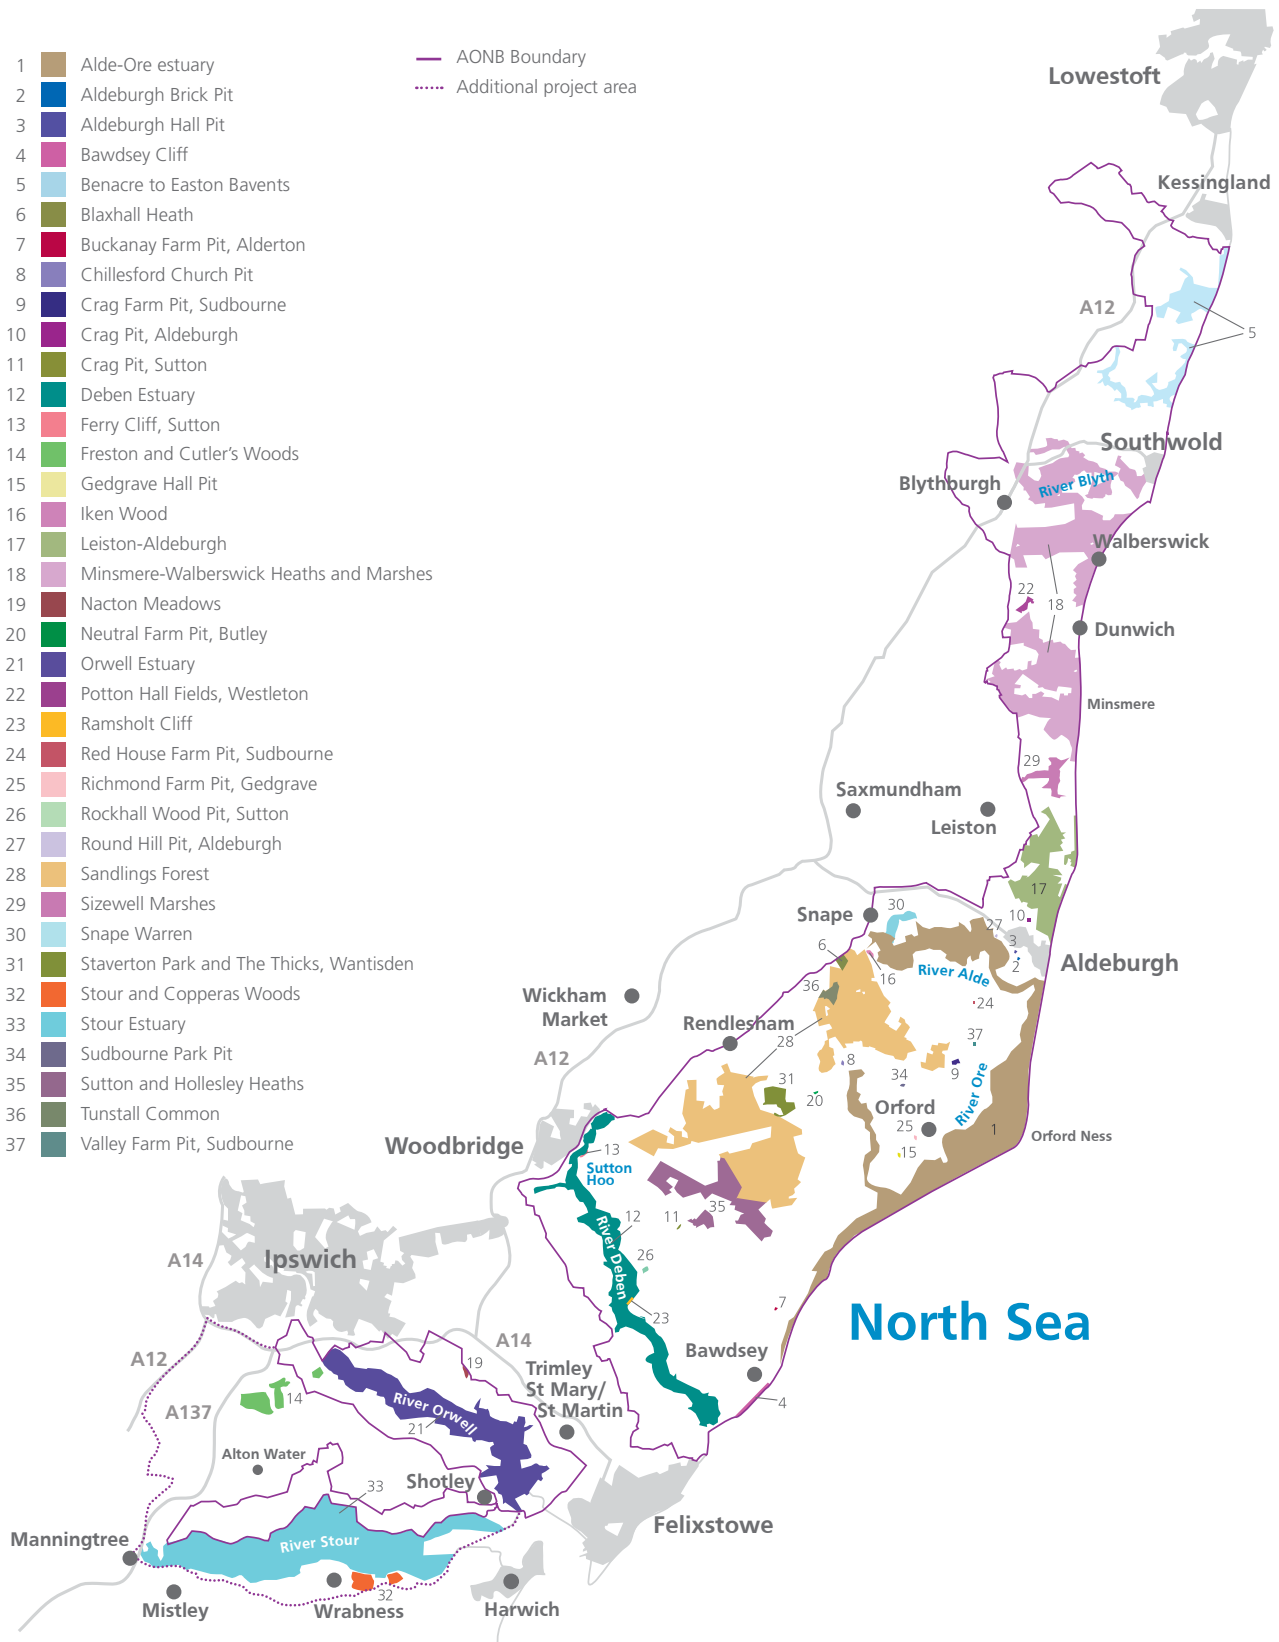 1 Alde-Ore estuary
2 Aldeburgh Brick Pit
3 Aldeburgh Hall Pit
4 Bawdsey Cliff
5 Benacre to Easton Bavents
6 Blaxhall Heath
7 Buckanay Farm Pit, Alderton
8 Chillesford Church Pit
9 Crag Farm Pit, Sudbourne
10 Crag Pit, Aldeburgh
11 Crag Pit, Sutton
12 Deben Estuary
13 Ferry Cliff, Sutton
14 Freston and Cutler's Woods
15 Gedgrave Hall Pit
16 Iken Wood
17 Leiston-Aldeburgh
18 Minsmere-Walberswick Heaths and Marshes
19 Nacton Meadows
20 Neutral Farm Pit, Butley
21 Orwell Estuary
22 Potton Hall Fields, Westleton
23 Ramsholt Cliff
24 Red House Farm Pit, Sudbourne
25 Richmond Farm Pit, Gedgrave
26 Rockhall Wood Pit, Sutton
27 Round Hill Pit, Aldeburgh
28 Sandlings Forest
29 Sizewell Marshes
30 Snape Warren
31 Staverton Park and The Thicks, Wantisden
32 Stour and Copperas Woods
33 Stour Estuary
34 Sudbourne Park Pit
35 Sutton and Hollesley Heaths
36 Tunstall Common
37 Valley Farm Pit, Sudbourne
AONB Boundary
Additional project area
Lowestoft
Kessingland
A12
5
Southwold
Blythburgh
River Blyth
Walberswick
22
18
Dunwich
Minsmere
29
Saxmundham
Leiston
17
30
Snape
10
27
3
2
6
16
River Alde
Aldeburgh
36
24
Wickham
Market
Rendlesham
28
37
A12
8
9
31
34
20
River Ore
Orford
25
1
Orford Ness
15
Woodbridge
13
Sutton
Hoo
35
12
11
River Deben
26
A14
Ipswich
7
23
North Sea
A14
Bawdsey
A12
19
Trimley
St Mary/
St Martin
14
River Orwell
4
A137
21
Alton Water
33
Shotley
Felixstowe
Manningtree
River Stour
32
Mistley
Wrabness
Harwich